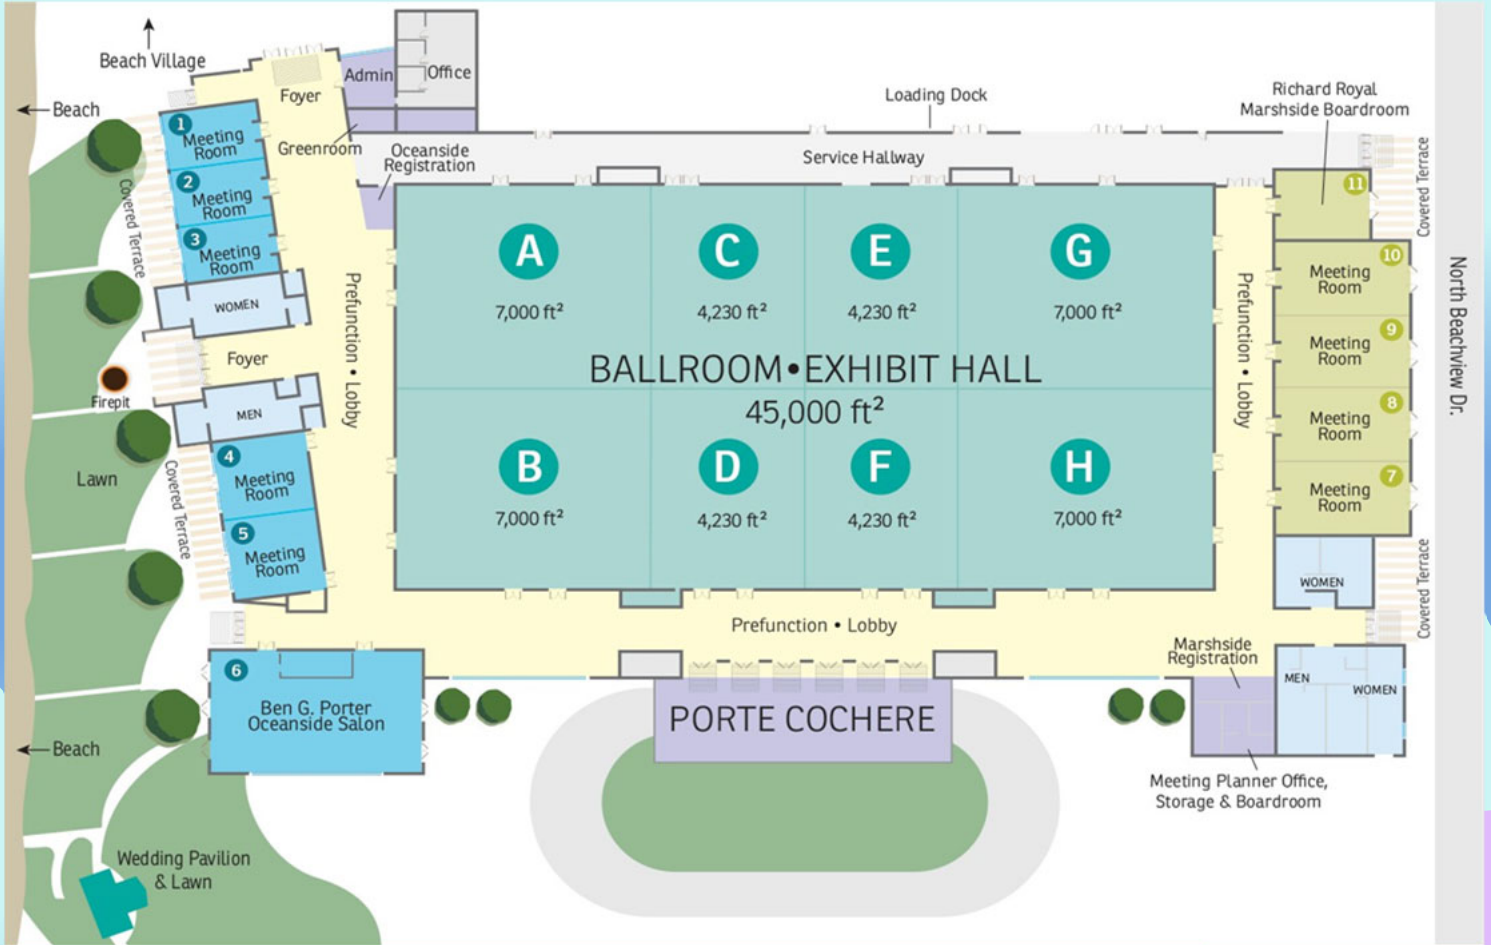 Beach Village
Beach
Foyer
Admin
Office
Greenroom
Oceanside
Registration
Loading Dock
Service Hallway
Richard Royal
Marshside Boardroom
Covered Terrace
1
Meeting
Room
2
Meeting
Room
3
Meeting
Room
Covered Terrace
WOMEN
Foyer
MEN
Firepit
Lawn
4
Meeting
Room
5
Meeting
Room
Covered Terrace
Prefunction • Lobby
A
7,000 ft²
C
4,230 ft²
E
4,230 ft²
G
7,000 ft²
BALLROOM•EXHIBIT HALL
45,000 ft²
B
7,000 ft²
D
4,230 ft²
F
4,230 ft²
H
7,000 ft²
Prefunction • Lobby
11
10
Meeting
Room
9
Meeting
Room
8
Meeting
Room
7
Meeting
Room
North Beachview Dr.
WOMEN
Covered Terrace
Prefunction • Lobby
6
Ben G. Porter
Oceanside Salon
PORTE COCHERE
Marshside
Registration
MEN
WOMEN
Meeting Planner Office,
Storage & Boardroom
Beach
Wedding Pavilion
& Lawn